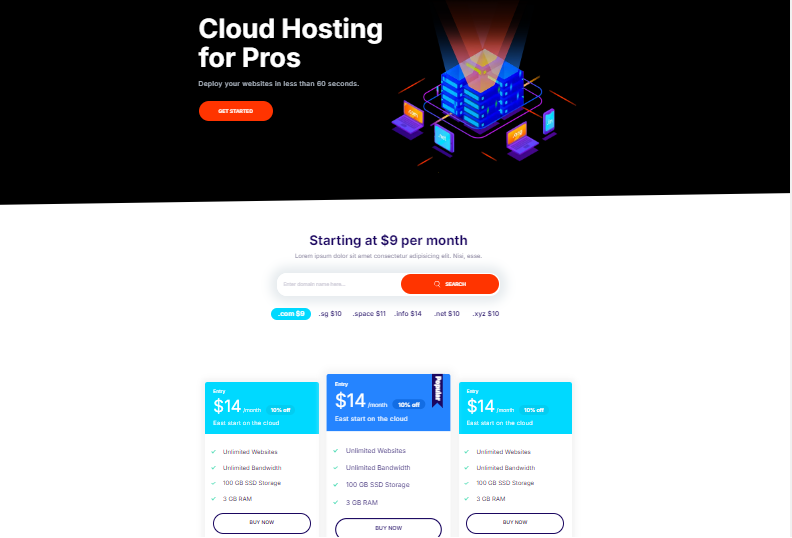 Cloud Hosting
for Pros
Deploy your websites in less than 60 seconds.
GET STARTED
Starting at $9 per month
Lorem ipsum dolor sit amet consectetur adipisicing elit. Nisi, esse.
Enter domain name here...
SEARCH
.com $9 .sg $10 .space $11 .info $14 .net $10 .xyz $10
Entry
$14 /month 10% off
East start on the cloud
Unlimited Websites
Unlimited Bandwidth
100 GB SSD Storage
3 GB RAM
BUY NOW
Popular
Entry
$14 /month 10% off
East start on the cloud
Unlimited Websites
Unlimited Bandwidth
100 GB SSD Storage
3 GB RAM
BUY NOW
Entry
$14 /month 10% off
East start on the cloud
Unlimited Websites
Unlimited Bandwidth
100 GB SSD Storage
3 GB RAM
BUY NOW